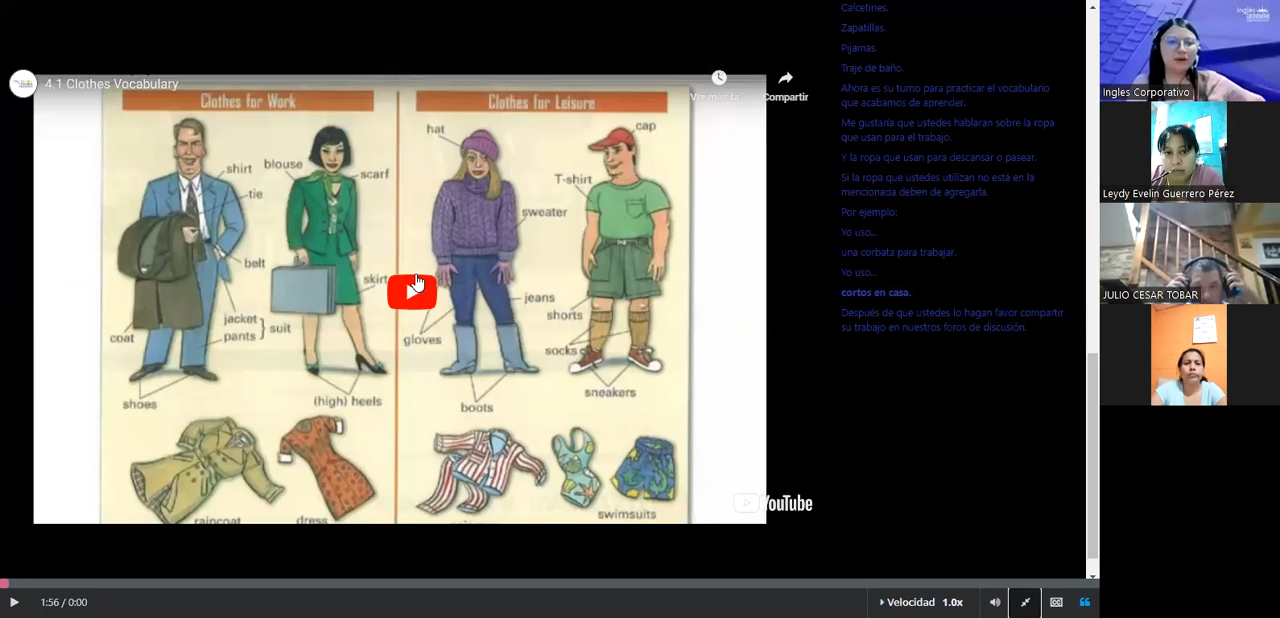 4.1 Clothes Vocabulary
Compartir
Clothes for Work
Clothes for Leisure
hat
cap
shirt
blouse
scarf
tie
T-shirt
sweater
belt
skirt
jeans
shorts
coat
jacket
pants
suit
gloves
socks
shoes
(high) heels
boots
sneakers
raincoat
dress
swimsuits
YouTube
Calcetines.
Zapatillas.
Pijamas.
Traje de baño.
Ahora es su turno para practicar el vocabulario
que acabamos de aprender.
Me gustaría que ustedes hablaran sobre la ropa
que usan para el trabajo.
Y la ropa que usan para descansar o pasear.
Si la ropa que ustedes utilizan no está en la
mencionada deben de agregarla.
Por ejemplo:
Yo uso...
una corbata para trabajar.
Yo uso...
cortos en casa.
Después de que ustedes lo hagan favor compartir
su trabajo en nuestros foros de discusión.
1:56 / 0:00
Velocidad 1.0x
Ingles Corporativo
Leydy Evelin Guerrero Pérez
JULIO CESAR TOBAR